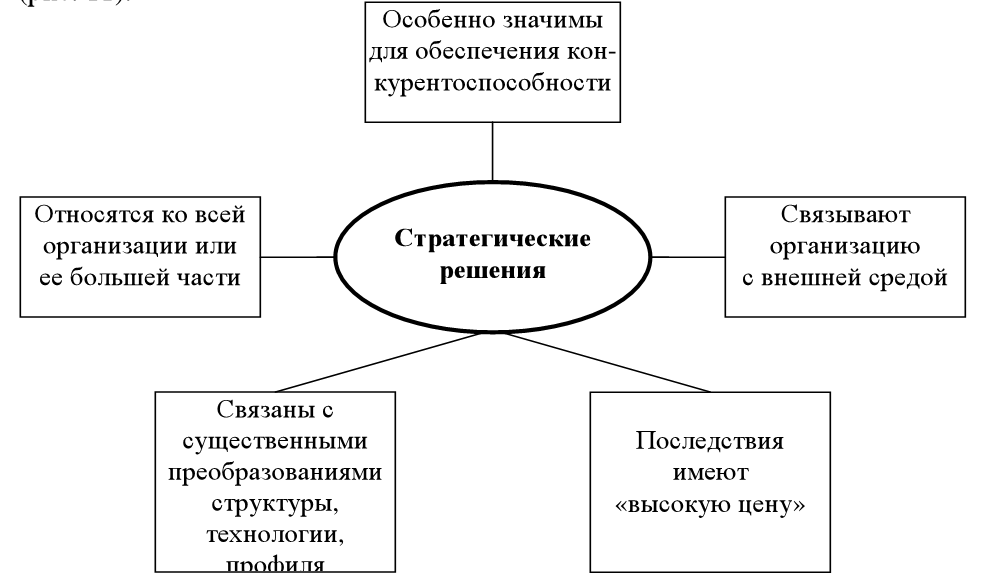 Особенно значимы
для обеспечения кон-
курентоспособности
Относятся ко всей
организации или
ее большей части
Стратегические
решения
Связывают
организацию
с внешней средой
Связаны с
существенными
преобразованиями
структуры,
технологии,
профиля
Последствия
имеют
«высокую цену»